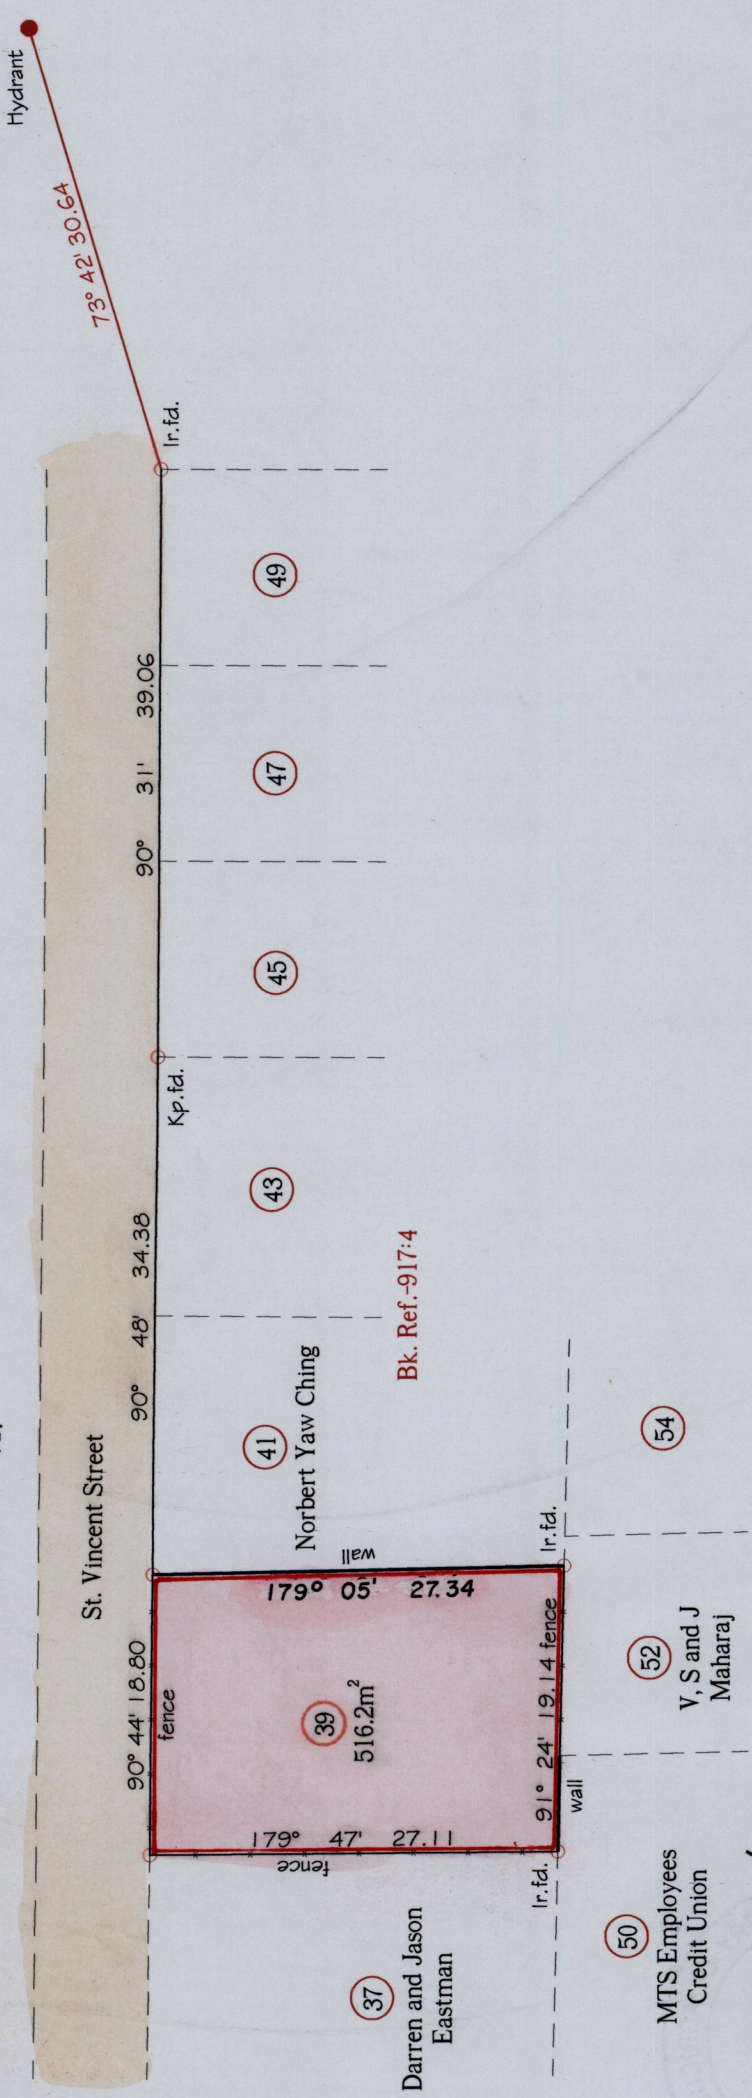 St. Vincent Street
Hydrant
73° 42' 30.64
Ir.fd.
90° 31' 39.06
Kp.fd.
90° 48' 34.38
90° 44' 18.80
fence
49
47
45
43
41
Norbert Yaw Ching
Bk. Ref.-917:4
wall
179° 05' 27.34
39
516.2m²
179° 47' 27.11
fence
91° 24' 19.14 fence
wall
Ir.fd.
Ir.fd.
37
Darren and Jason
Eastman
50
MTS Employees
Credit Union
52
V, S and J
Maharaj
54